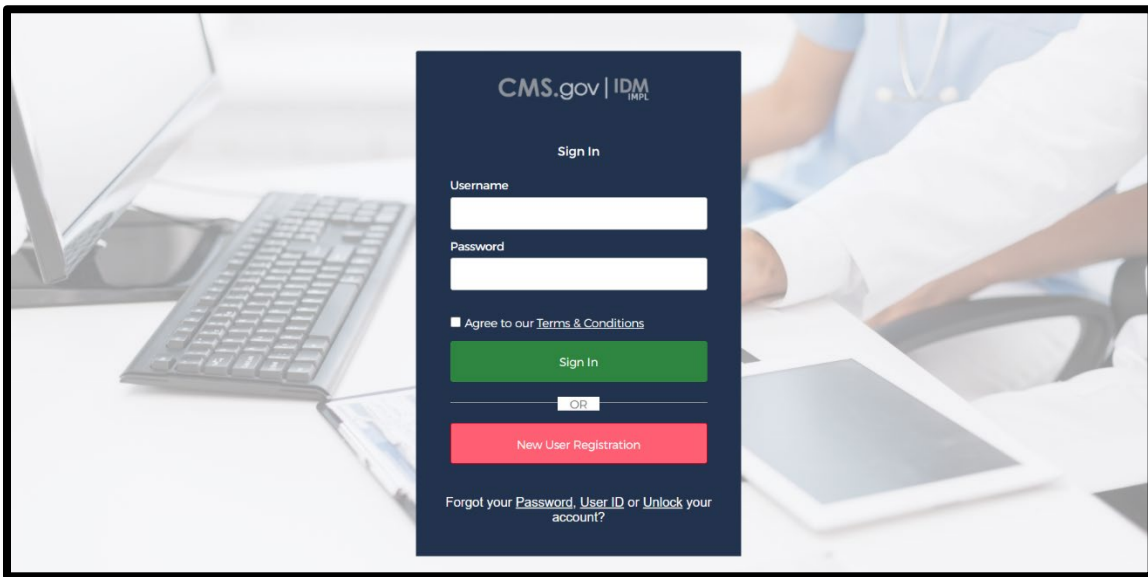 CMS.gov | IDM
IMPL
Sign In
Username
Password
Agree to our Terms & Conditions
Sign In
OR
New User Registration
Forgot your Password, User ID or Unlock your
account?